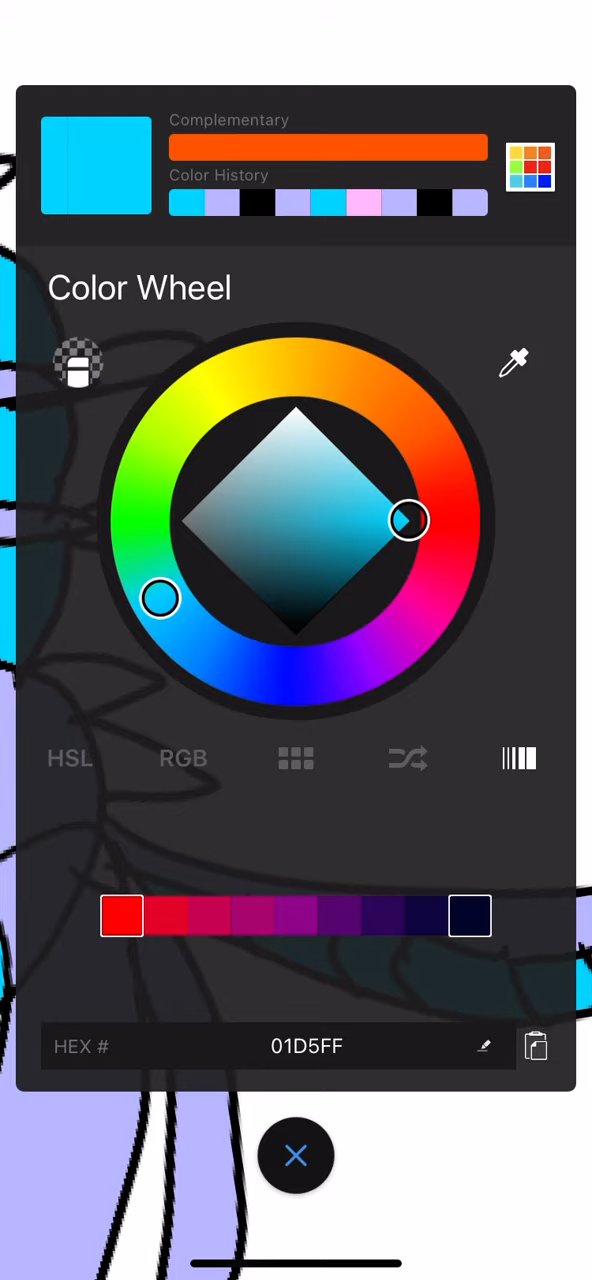 Complementary
Color History
Color Wheel
HSL
RGB
HEX #
01D5FF